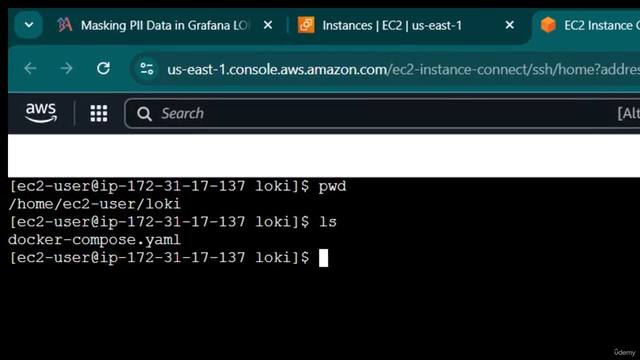 Masking PII Data in Grafana LO
Instances | EC2 | us-east-1
EC2 Instance C
us-east-1.console.aws.amazon.com/ec2-instance-connect/ssh/home?addres
aws
Search
[Alt
[ec2-user@ip-172-31-17-137 loki]$ pwd
/home/ec2-user/loki
[ec2-user@ip-172-31-17-137 loki]$ ls
docker-compose.yaml
[ec2-user@ip-172-31-17-137 loki]$
udemy